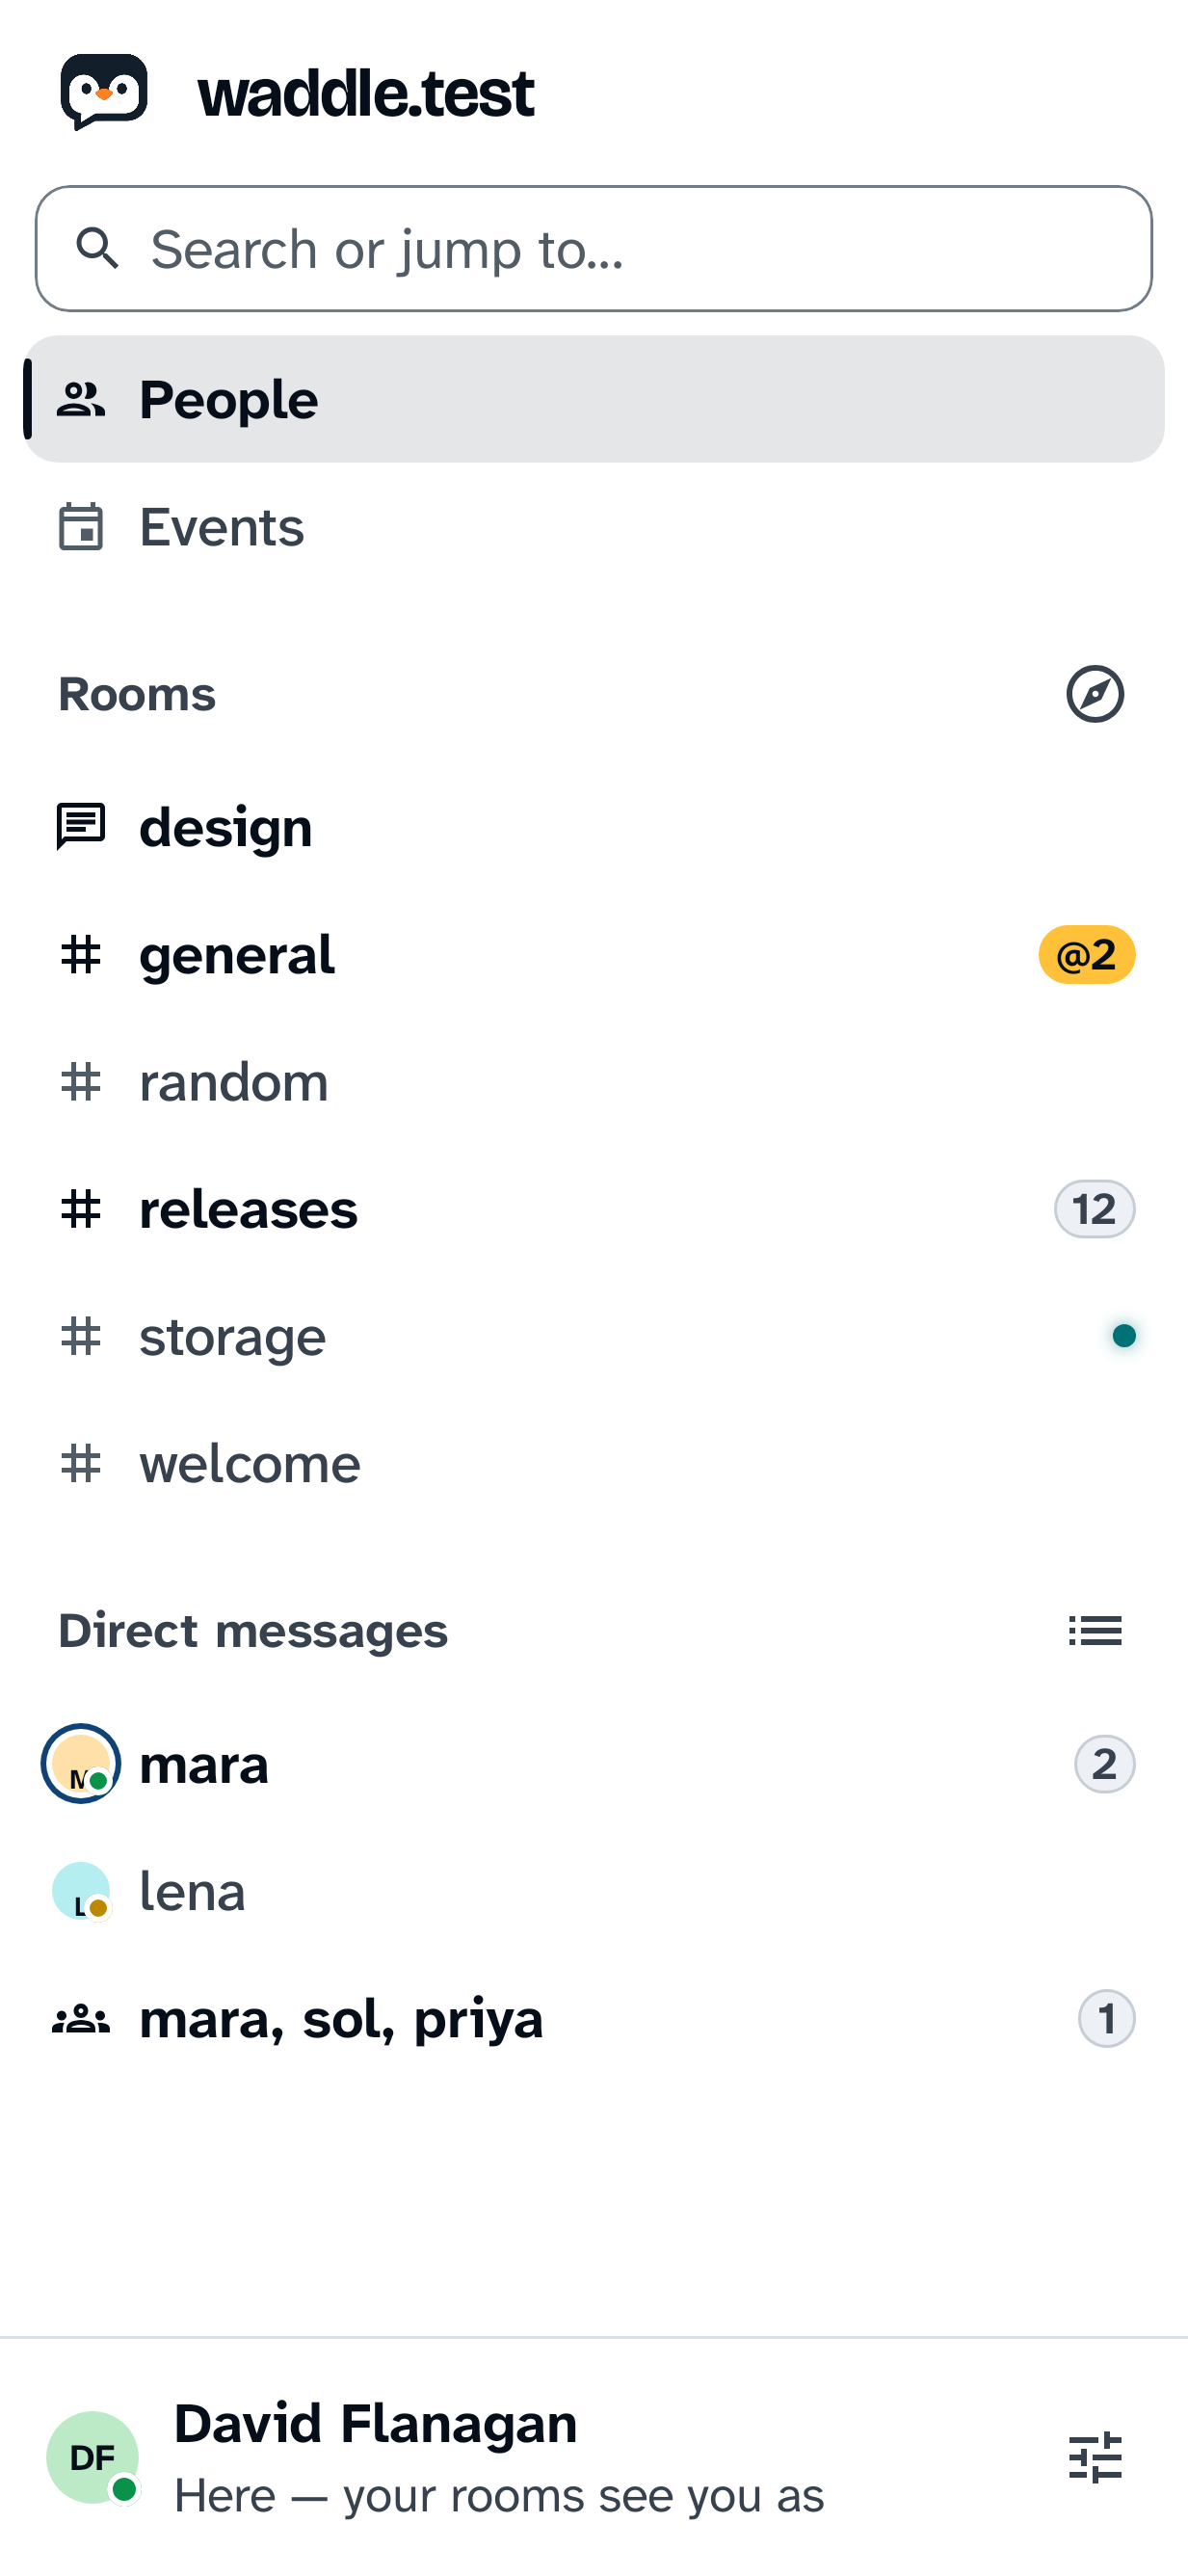 waddle.test
Search or jump to...
People
Events
Rooms
design
general
@2
random
releases
12
storage
welcome
Direct messages
M
mara
2
L
lena
mara, sol, priya
1
DF
David Flanagan
Here — your rooms see you as